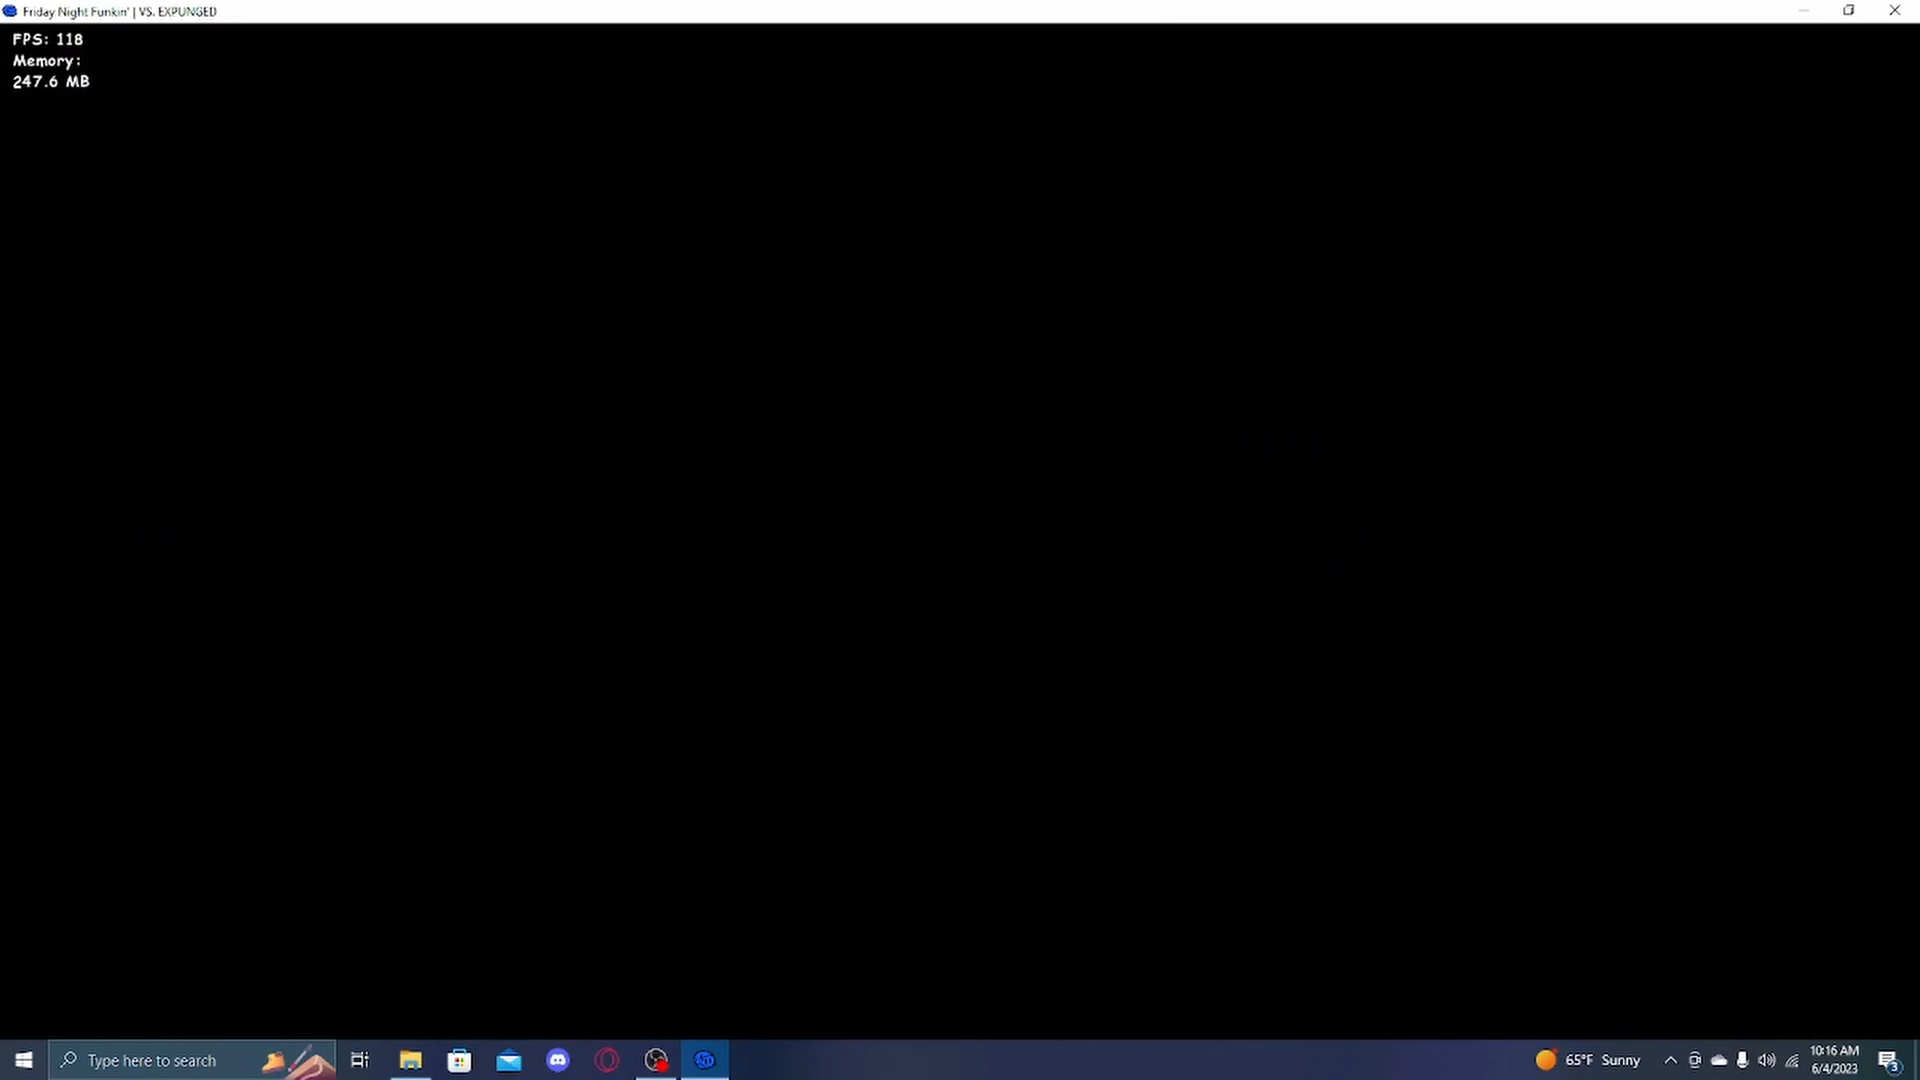 Friday Night Funkin' | VS. EXPUNGED
FPS: 118
Memory:
247.6 MB
Type here to search
65°F Sunny
10:16 AM
6/4/2023
3